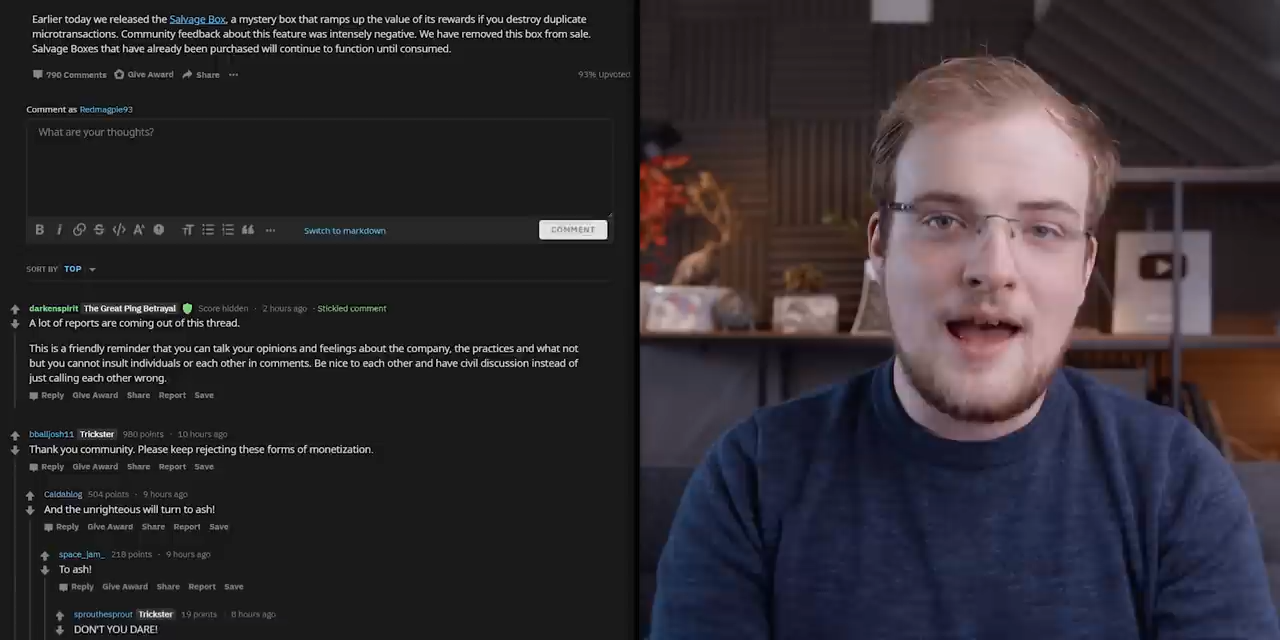 Earlier today we released the Salvage Box, a mystery box that ramps up the value of its rewards if you destroy duplicate
microtransactions. Community feedback about this feature was intensely negative. We have removed this box from sale.
Salvage Boxes that have already been purchased will continue to function until consumed.
790 Comments Give Award Share ··· 93% Upvoted
Comment as Redmagpie93
What are your thoughts?
B i S </> A T Switch to markdown COMMENT
SORT BY TOP
darkenspirit The Great Ping Betrayal Score hidden · 2 hours ago · Stickied comment
A lot of reports are coming out of this thread.
This is a friendly reminder that you can talk your opinions and feelings about the company, the practices and what not
but you cannot insult individuals or each other in comments. Be nice to each other and have civil discussion instead of
just calling each other wrong.
Reply Give Award Share Report Save
bballjosh11 Trickster 980 points · 10 hours ago
Thank you community. Please keep rejecting these forms of monetization.
Reply Give Award Share Report Save
Caldablog 504 points · 9 hours ago
And the unrighteous will turn to ash!
Reply Give Award Share Report Save
space_jam_ 218 points · 9 hours ago
To ash!
Reply Give Award Share Report Save
sprouthesprout Trickster 19 points · 8 hours ago
DON'T YOU DARE!